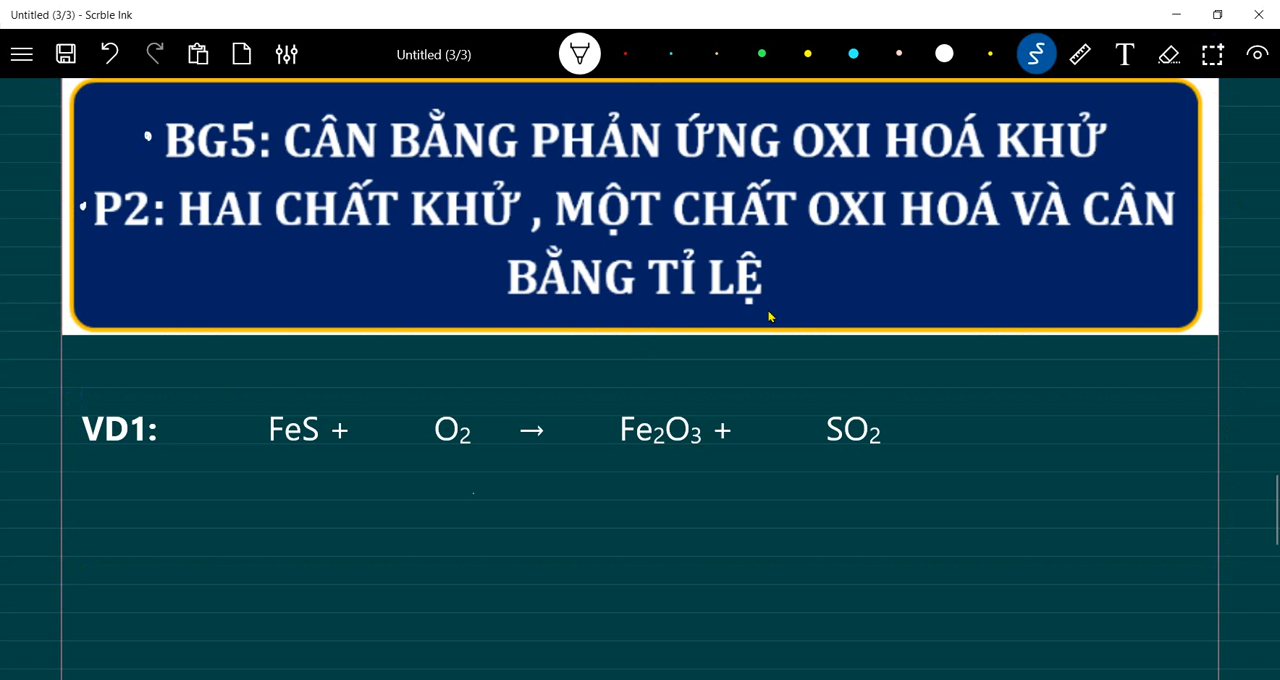 Untitled (3/3) - Scrble Ink
Untitled (3/3)
T
• BG5: CÂN BẰNG PHẢN ỨNG OXI HOÁ KHỬ
• P2: HAI CHẤT KHỬ , MỘT CHẤT OXI HOÁ VÀ CÂN
BẰNG TỈ LỆ
VD1: FeS + O₂ → Fe₂O₃ + SO₂